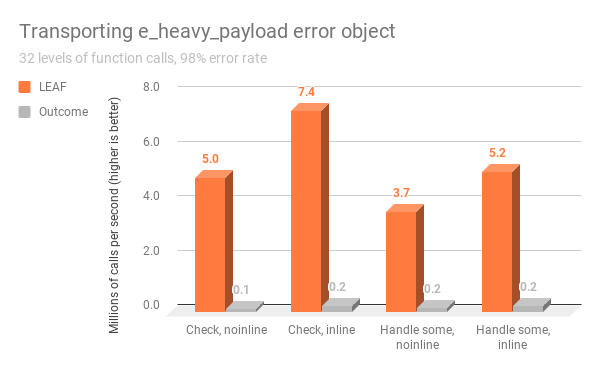 Transporting e_heavy_payload error object
32 levels of function calls, 98% error rate
LEAF
Outcome
Millions of calls per second (higher is better)
8.0
6.0
4.0
2.0
0.0
5.0
0.1
7.4
0.2
3.7
0.2
5.2
0.2
Check, noinline
Check, inline
Handle some,
noinline
Handle some,
inline